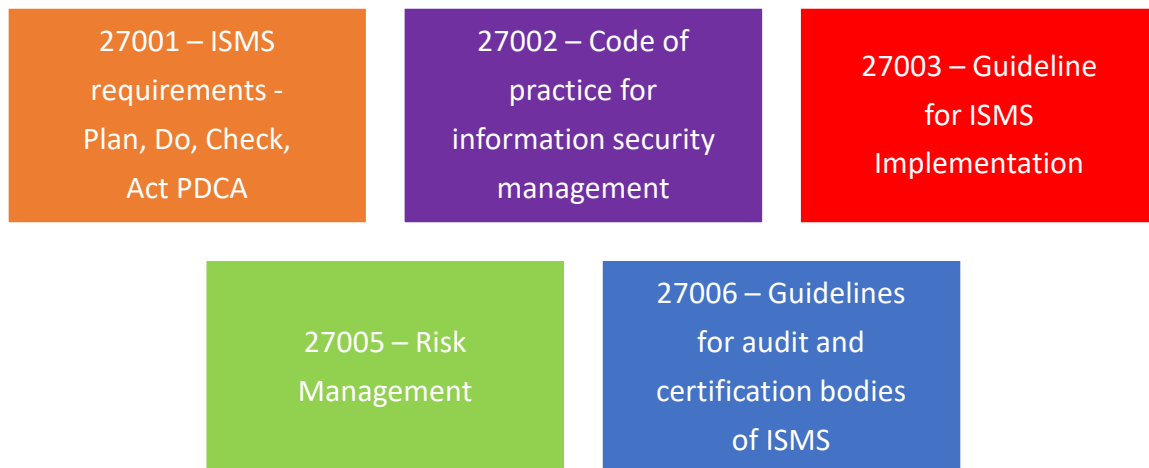 27001 – ISMS
requirements -
Plan, Do, Check,
Act PDCA
27002 – Code of
practice for
information security
management
27003 – Guideline
for ISMS
Implementation
27005 – Risk
Management
27006 – Guidelines
for audit and
certification bodies
of ISMS